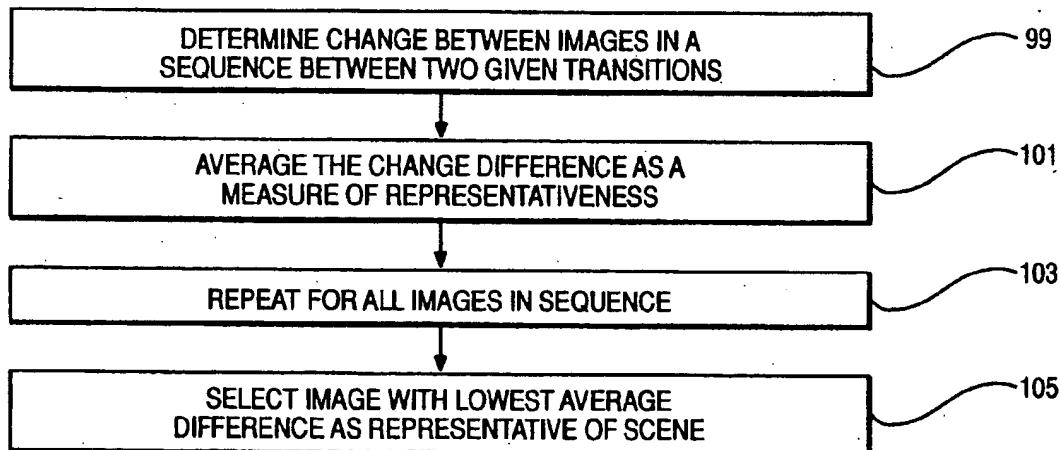 DETERMINE CHANGE BETWEEN IMAGES IN A
SEQUENCE BETWEEN TWO GIVEN TRANSITIONS
99
AVERAGE THE CHANGE DIFFERENCE AS A
MEASURE OF REPRESENTATIVENESS
101
REPEAT FOR ALL IMAGES IN SEQUENCE
103
SELECT IMAGE WITH LOWEST AVERAGE
DIFFERENCE AS REPRESENTATIVE OF SCENE
105